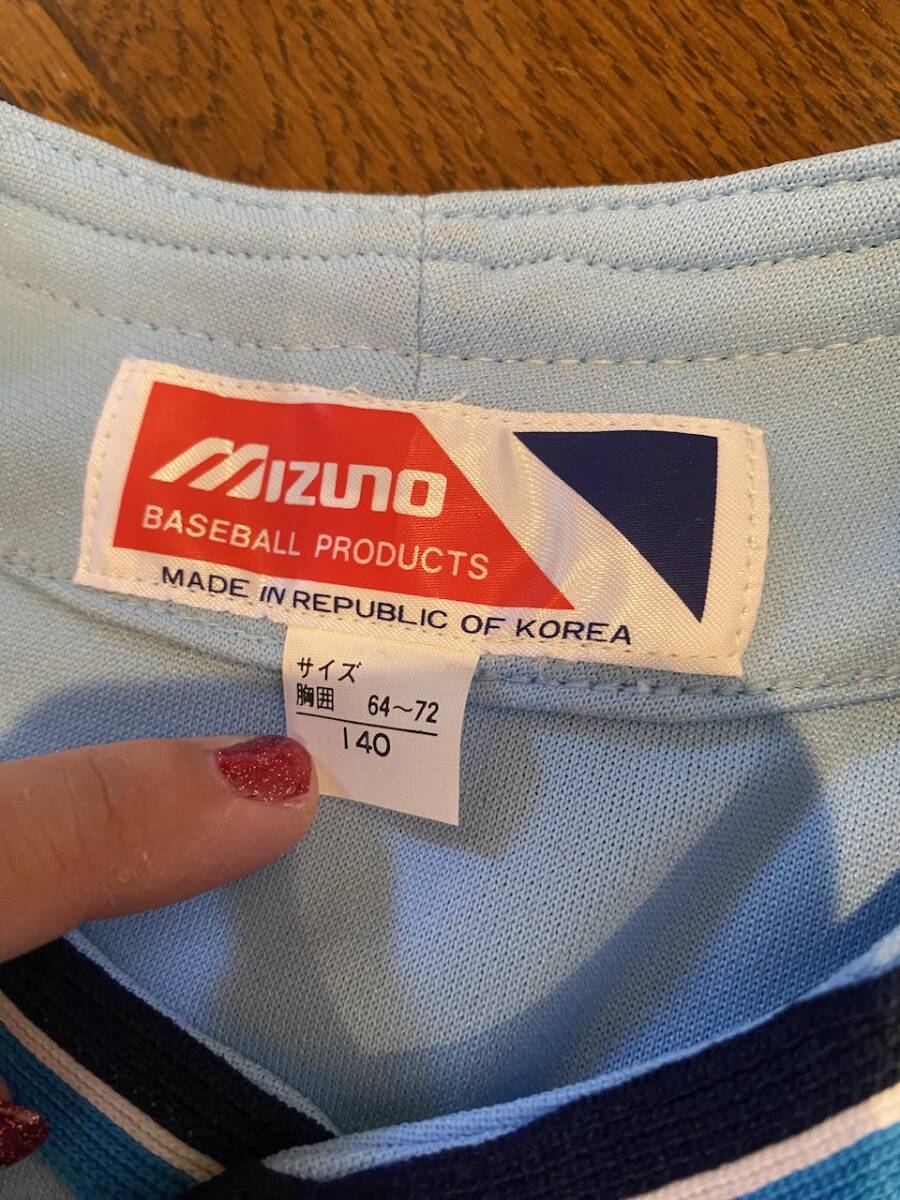 MIZUNO
BASEBALL PRODUCTS
MADE IN REPUBLIC OF KOREA
サイズ
胸囲 64〜72
140